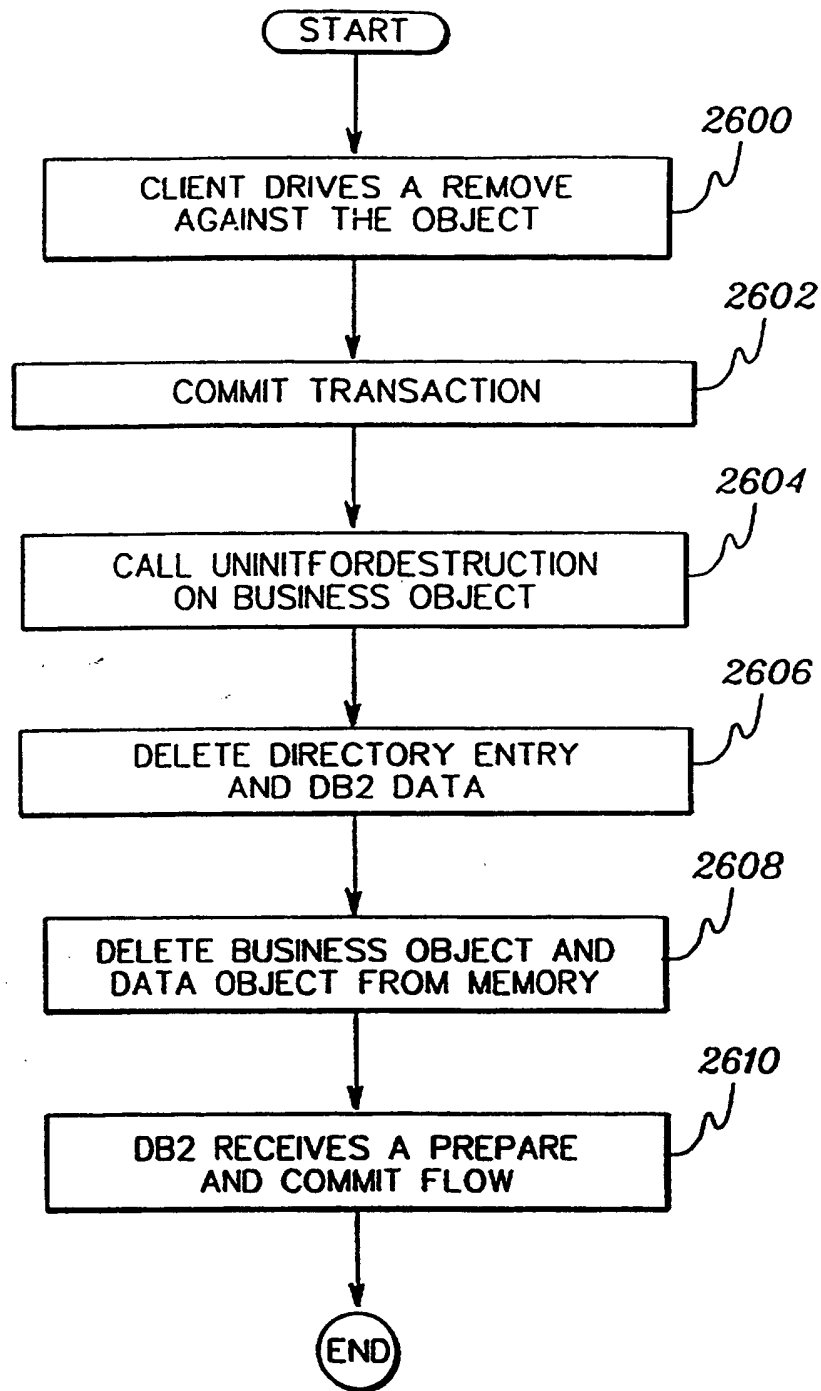 START
2600
CLIENT DRIVES A REMOVE
AGAINST THE OBJECT
2602
COMMIT TRANSACTION
2604
CALL UNINITFORDESTRUCTION
ON BUSINESS OBJECT
2606
DELETE DIRECTORY ENTRY
AND DB2 DATA
2608
DELETE BUSINESS OBJECT AND
DATA OBJECT FROM MEMORY
2610
DB2 RECEIVES A PREPARE
AND COMMIT FLOW
END